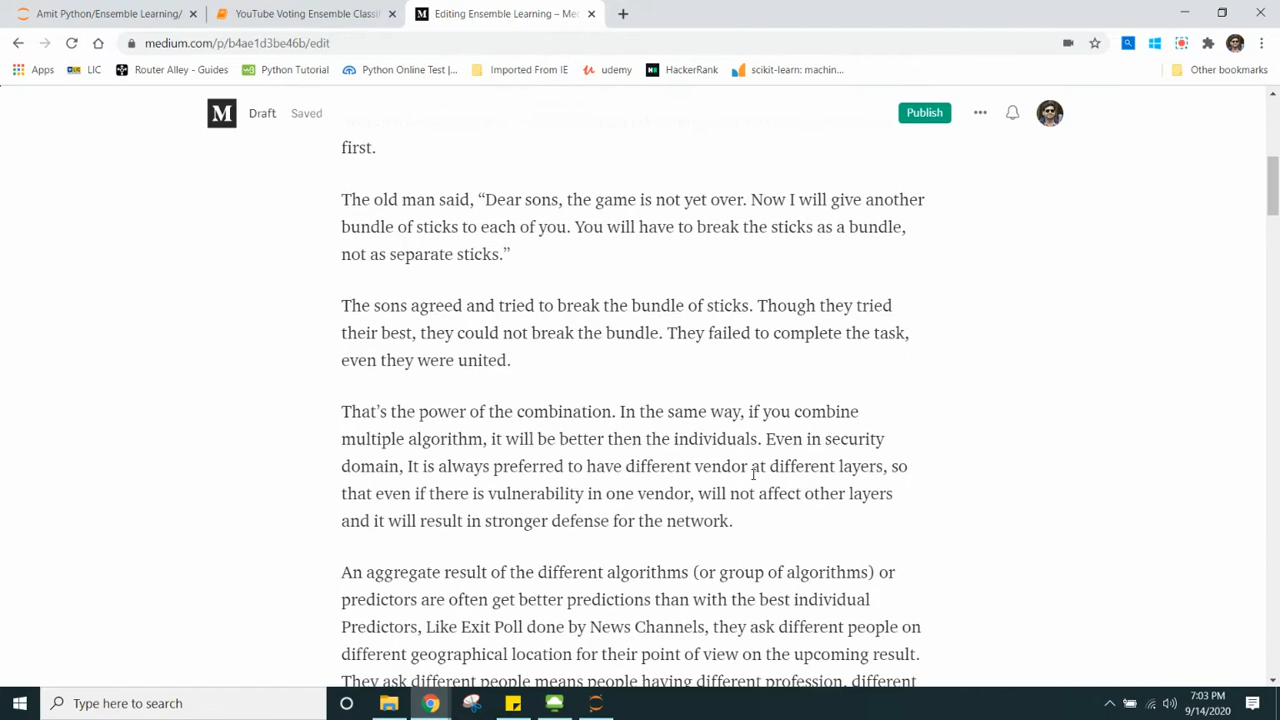 Amit Python/Ensemble Learning/
YouTube Voting Ensemble Classi
Editing Ensemble Learning – Me
medium.com/p/b4ae1d3be46b/edit
Apps
LIC
Router Alley - Guides
Python Tutorial
Python Online Test |...
Imported From IE
udemy
HackerRank
scikit-learn: machin...
Other bookmarks
M
Draft
Saved
Publish
first.
The old man said, “Dear sons, the game is not yet over. Now I will give another
bundle of sticks to each of you. You will have to break the sticks as a bundle,
not as separate sticks.”
The sons agreed and tried to break the bundle of sticks. Though they tried
their best, they could not break the bundle. They failed to complete the task,
even they were united.
That’s the power of the combination. In the same way, if you combine
multiple algorithm, it will be better then the individuals. Even in security
domain, It is always preferred to have different vendor at different layers, so
that even if there is vulnerability in one vendor, will not affect other layers
and it will result in stronger defense for the network.
An aggregate result of the different algorithms (or group of algorithms) or
predictors are often get better predictions than with the best individual
Predictors, Like Exit Poll done by News Channels, they ask different people on
different geographical location for their point of view on the upcoming result.
They ask different people means people having different profession, different
Type here to search
7:03 PM
9/14/2020